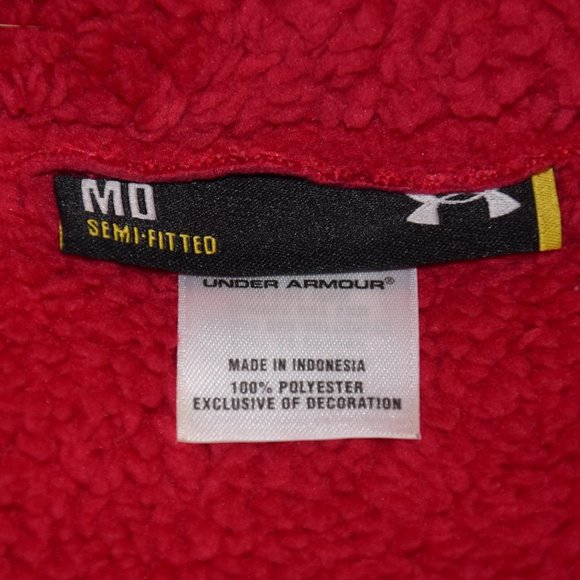 MD
SEMI-FITTED
UNDER ARMOUR®
MADE IN INDONESIA
100% POLYESTER
EXCLUSIVE OF DECORATION